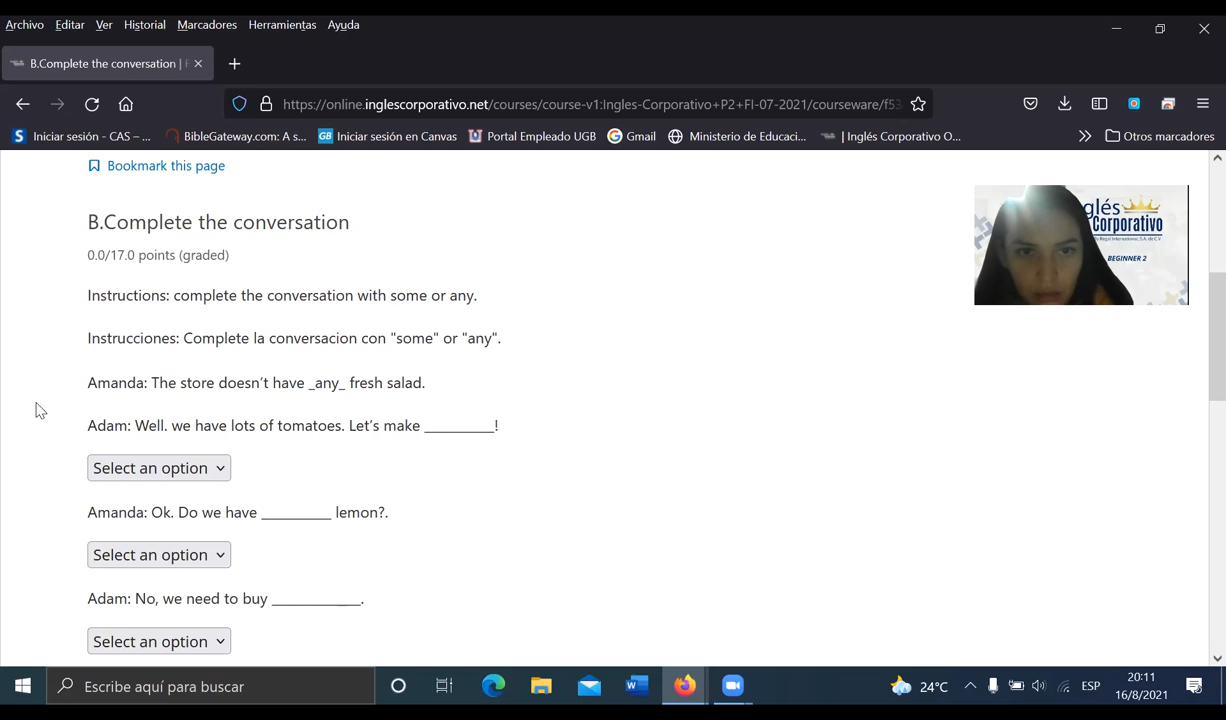 Archivo Editar Ver Historial Marcadores Herramientas Ayuda
B.Complete the conversation |
https://online.inglescorporativo.net/courses/course-v1:Ingles-Corporativo+P2+FI-07-2021/courseware/f53
Iniciar sesión - CAS – ... BibleGateway.com: A s... Iniciar sesión en Canvas Portal Empleado UGB Gmail Ministerio de Educaci... | Inglés Corporativo O... Otros marcadores
Bookmark this page
B.Complete the conversation
0.0/17.0 points (graded)
glés
Corporativo
BEGINNER 2
Instructions: complete the conversation with some or any.
Instrucciones: Complete la conversacion con "some" or "any".
Amanda: The store doesn't have _any_ fresh salad.
Adam: Well. we have lots of tomatoes. Let's make __________!
Select an option
Amanda: Ok. Do we have __________ lemon?.
Select an option
Adam: No, we need to buy _____________.
Select an option
Escribe aquí para buscar
24°C ESP 20:11
16/8/2021